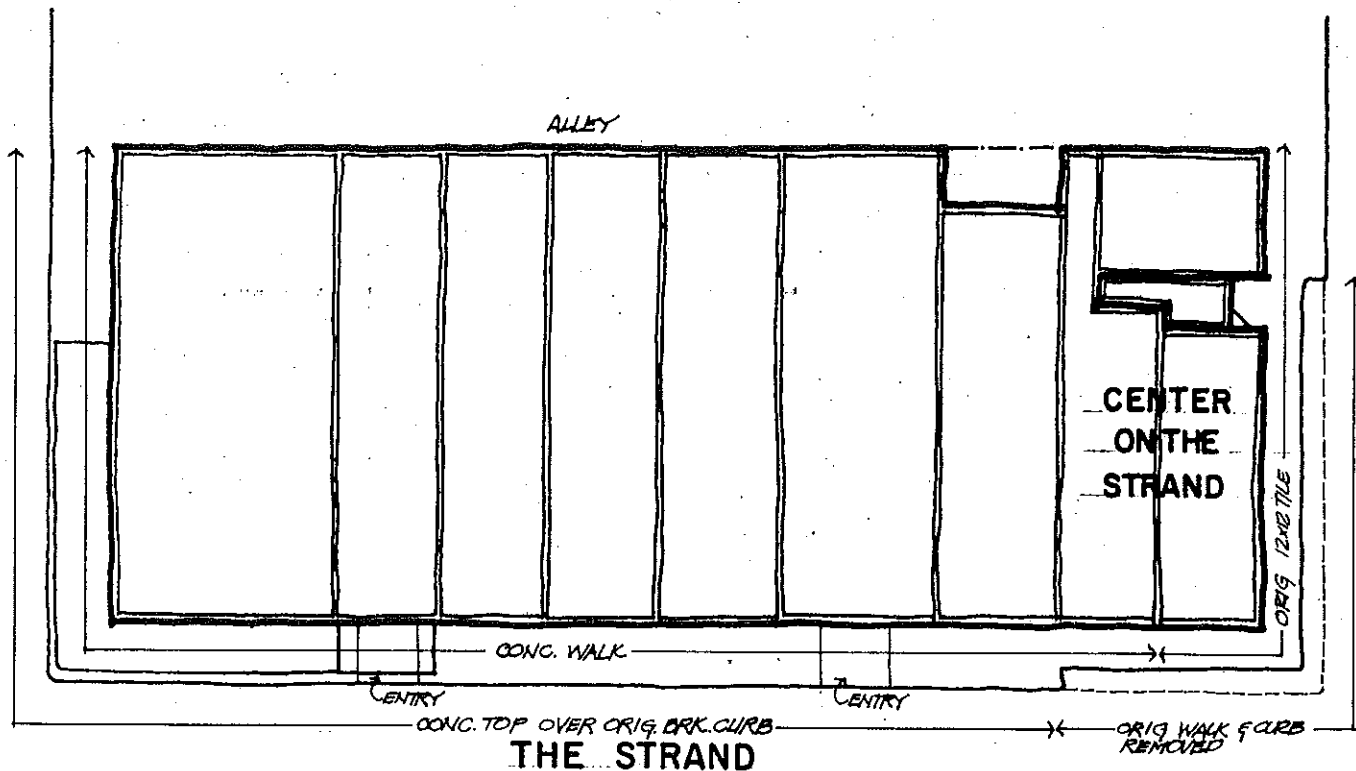 ALLEY
CENTER
ON THE
STRAND
ORIG 12x12 TILE
CONC. WALK
ENTRY
ENTRY
CONC. TOP OVER ORIG. BRK. CURB
ORIG WALK & CURB
REMOVED
THE STRAND